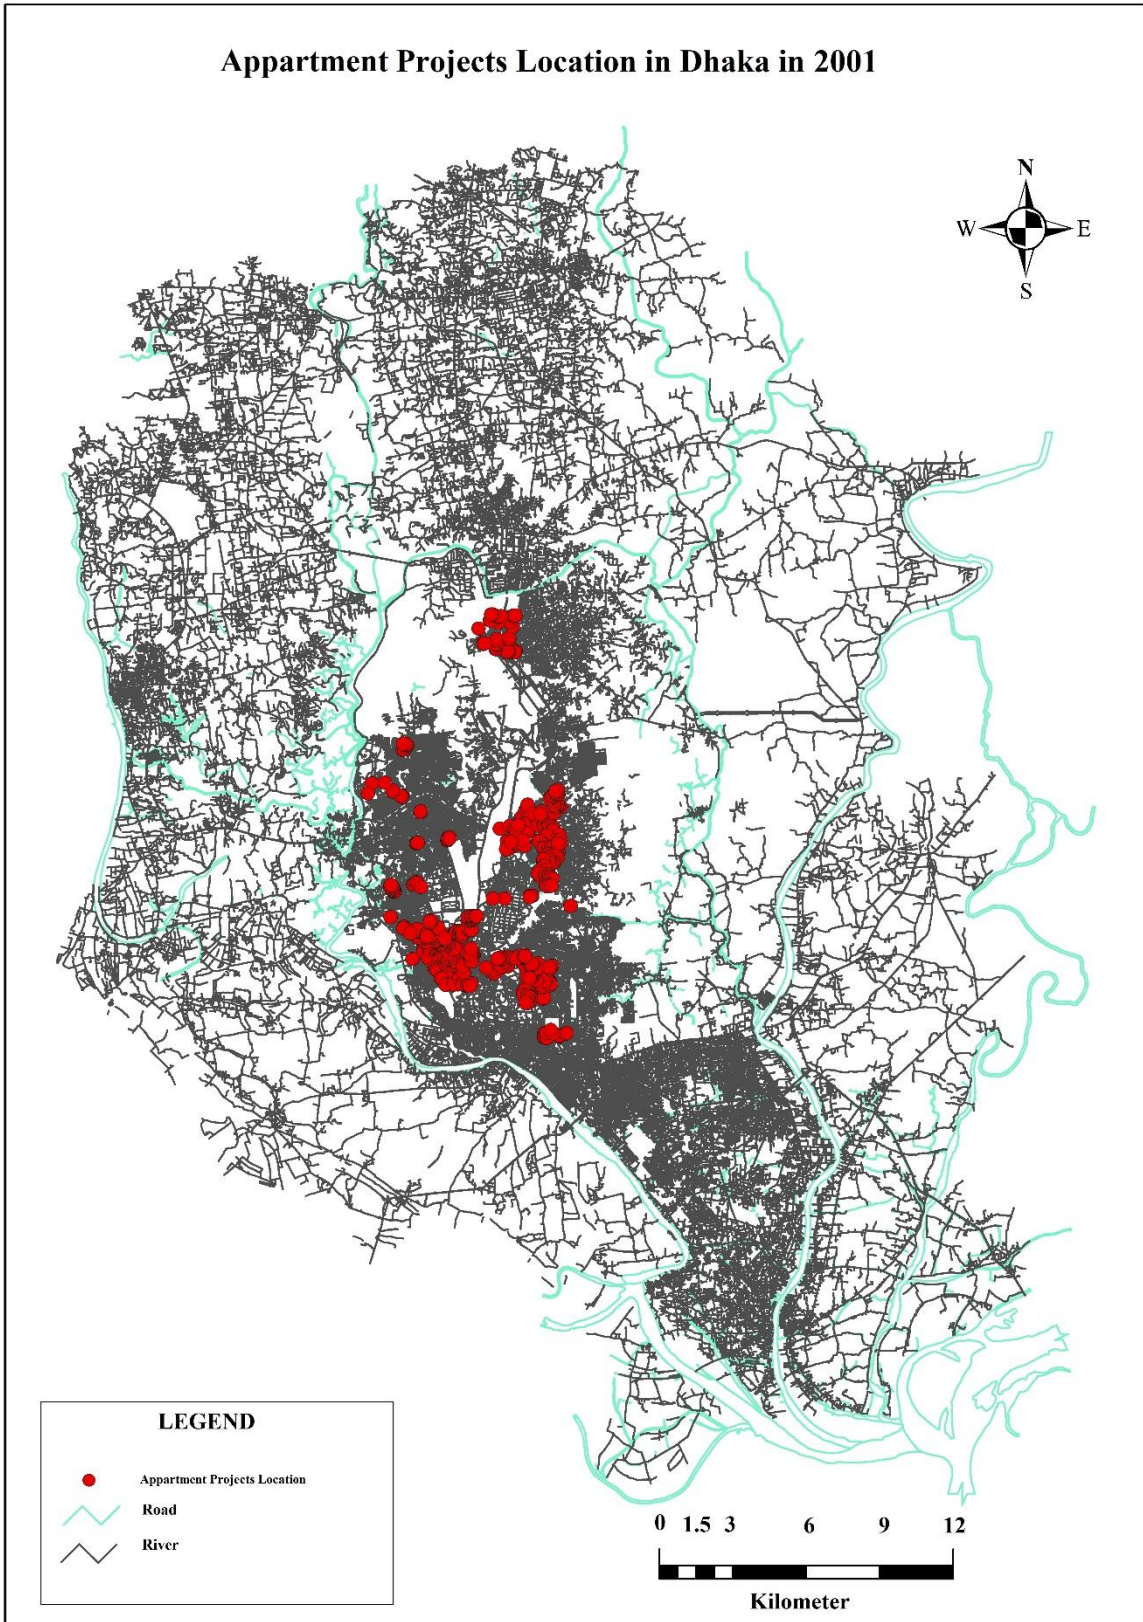 Appartment Projects Location in Dhaka in 2001
N
W E
S
LEGEND
Appartment Projects Location
Road
River
0 1.5 3 6 9 12
Kilometer